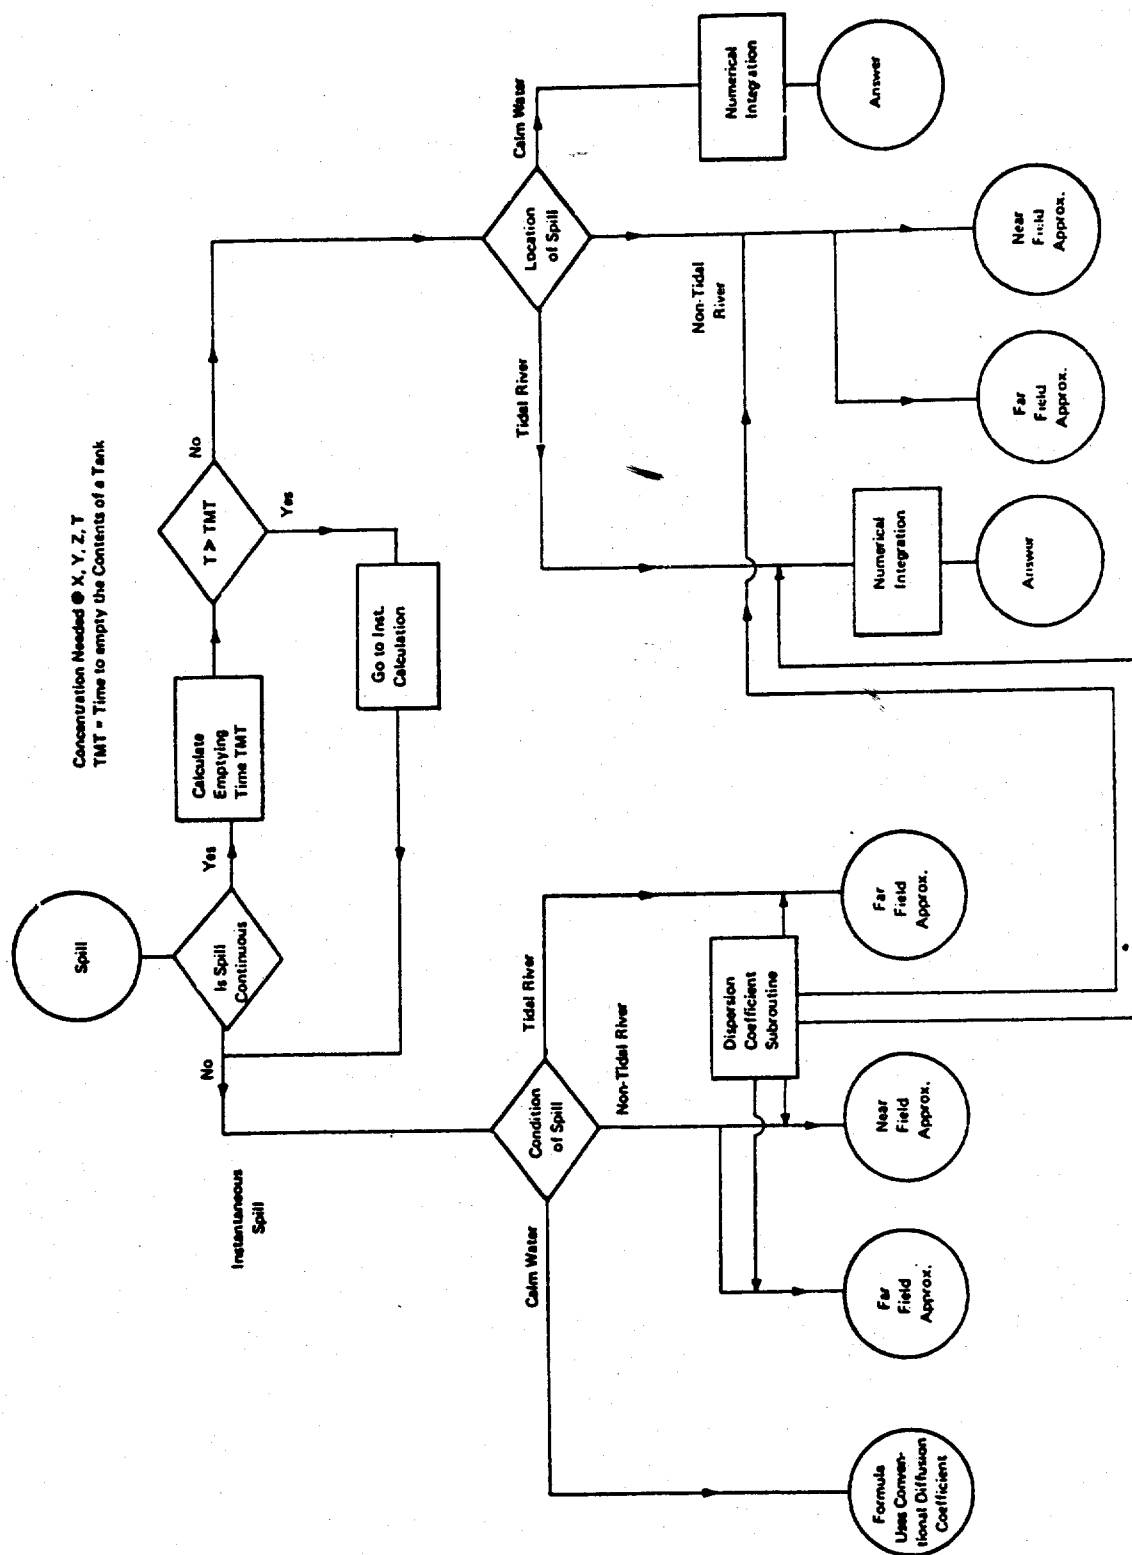 Concentration Needed @ X, Y, Z, T
TMT = Time to empty the Contents of a Tank
Spill
Is Spill
Continuous
Yes
No
Calculate
Emptying
Time TMT
T > TMT
No
Yes
Go to Inst.
Calculation
Instantaneous
Spill
Condition
of Spill
Calm Water
Non-Tidal River
Tidal River
Location
of Spill
Tidal River
Non-Tidal
River
Calm Water
Dispersion
Coefficient
Subroutine
Numerical
Integration
Numerical
Integration
Formula
Uses Conven-
tional Diffusion
Coefficient
Far
Field
Approx.
Near
Field
Approx.
Far
Field
Approx.
Answer
Far
Field
Approx.
Near
Field
Approx.
Answer